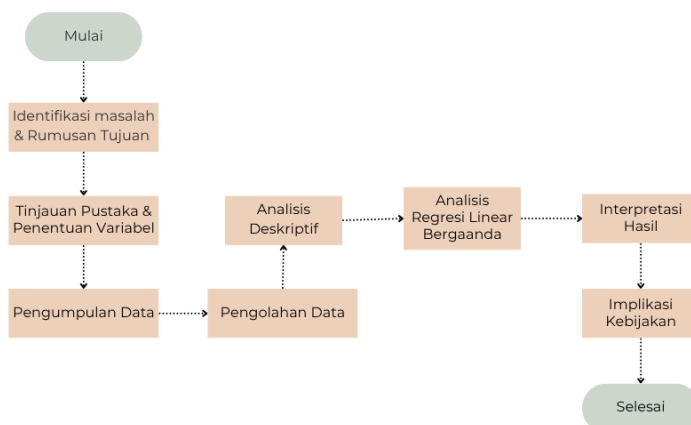 Mulai
Identifikasi masalah
& Rumusan Tujuan
Tinjauan Pustaka &
Penentuan Variabel
Pengumpulan Data
Pengolahan Data
Analisis
Deskriptif
Analisis
Regresi Linear
Bergaanda
Interpretasi
Hasil
Implikasi
Kebijakan
Selesai